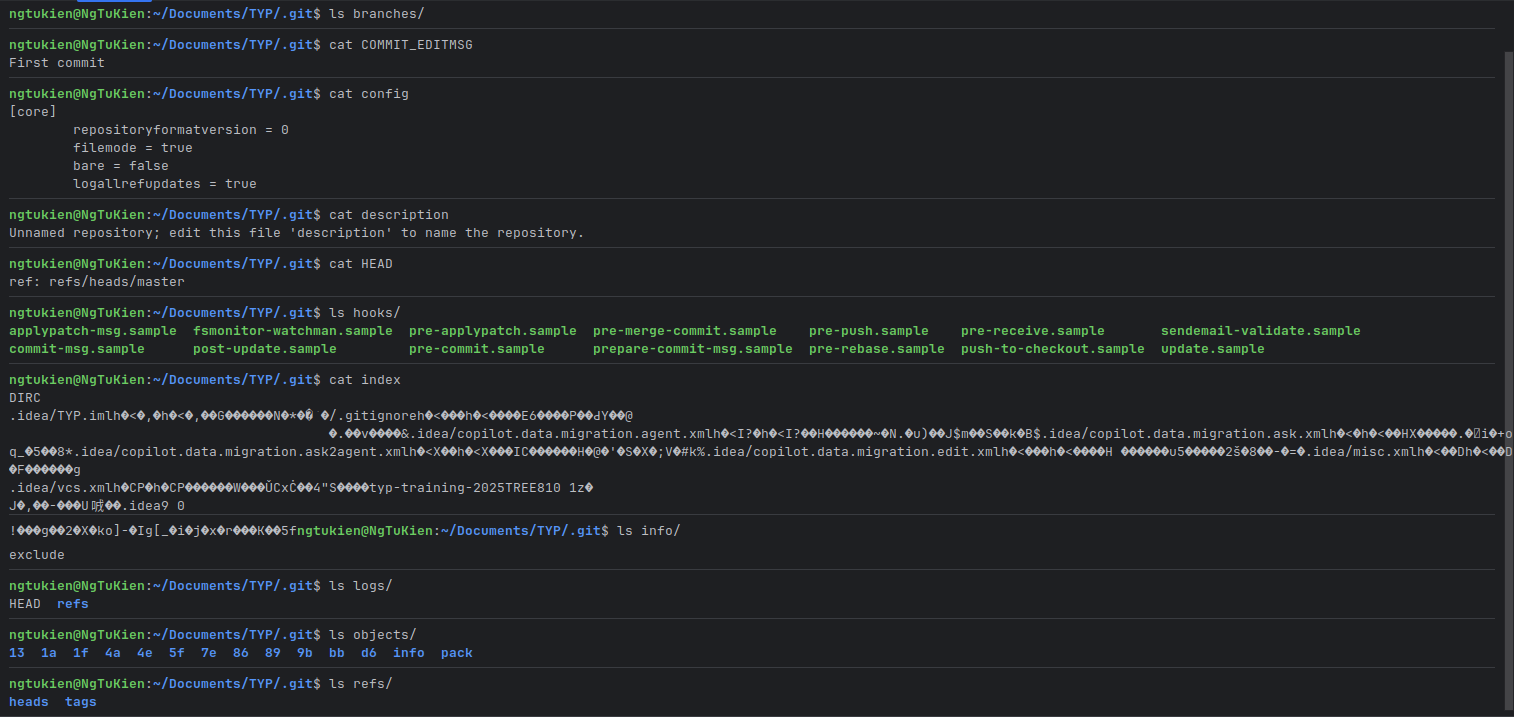 ngtukien@NgTuKien:~/Documents/TYP/.git$ ls branches/
ngtukien@NgTuKien:~/Documents/TYP/.git$ cat COMMIT_EDITMSG
First commit
ngtukien@NgTuKien:~/Documents/TYP/.git$ cat config
[core]
        repositoryformatversion = 0
        filemode = true
        bare = false
        logallrefupdates = true
ngtukien@NgTuKien:~/Documents/TYP/.git$ cat description
Unnamed repository; edit this file 'description' to name the repository.
ngtukien@NgTuKien:~/Documents/TYP/.git$ cat HEAD
ref: refs/heads/master
ngtukien@NgTuKien:~/Documents/TYP/.git$ ls hooks/
applypatch-msg.sample  fsmonitor-watchman.sample  pre-applypatch.sample  pre-merge-commit.sample    pre-push.sample    pre-receive.sample       sendemail-validate.sample
commit-msg.sample      post-update.sample         pre-commit.sample      prepare-commit-msg.sample  pre-rebase.sample  push-to-checkout.sample  update.sample
ngtukien@NgTuKien:~/Documents/TYP/.git$ cat index
DIRC
.idea/TYP.imlh�<�,�h�<�,��G������N�*�� �/.gitignoreh�<���h�<����E6����P��dY��@
�.��v����&.idea/copilot.data.migration.agent.xmlh�<I?�h�<I?��H������~�N.�u)��J$m��S��k�B$.idea/copilot.data.migration.ask.xmlh�<�h�<��HX�����.�i�+o
q_�5��8*.idea/copilot.data.migration.ask2agent.xmlh�<X��h�<X���IC������H�@�'�S�X�;V�#k%.idea/copilot.data.migration.edit.xmlh�<���h�<����H ������u5�����2š�8��-�=�.idea/misc.xmlh�<��Dh�<��D
�F������g
.idea/vcs.xmlh�CP�h�CP������W���ŬCxĊ��4"S����typ-training-2025TREE810 1z�
J�,��-���U��.idea9 0
!���g��2�X�ko]-�Ig[_�i�j�x�r���K��5fngtukien@NgTuKien:~/Documents/TYP/.git$ ls info/
exclude
ngtukien@NgTuKien:~/Documents/TYP/.git$ ls logs/
HEAD  refs
ngtukien@NgTuKien:~/Documents/TYP/.git$ ls objects/
13  1a  1f  4a  4e  5f  7e  86  89  9b  bb  d6  info  pack
ngtukien@NgTuKien:~/Documents/TYP/.git$ ls refs/
heads  tags